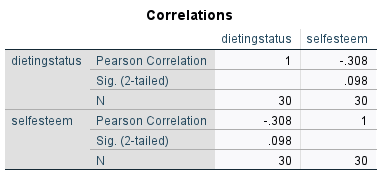 Correlations
dietingstatus selfesteem
dietingstatus Pearson Correlation 1 -.308
Sig. (2-tailed) .098
N 30 30
selfesteem Pearson Correlation -.308 1
Sig. (2-tailed) .098
N 30 30